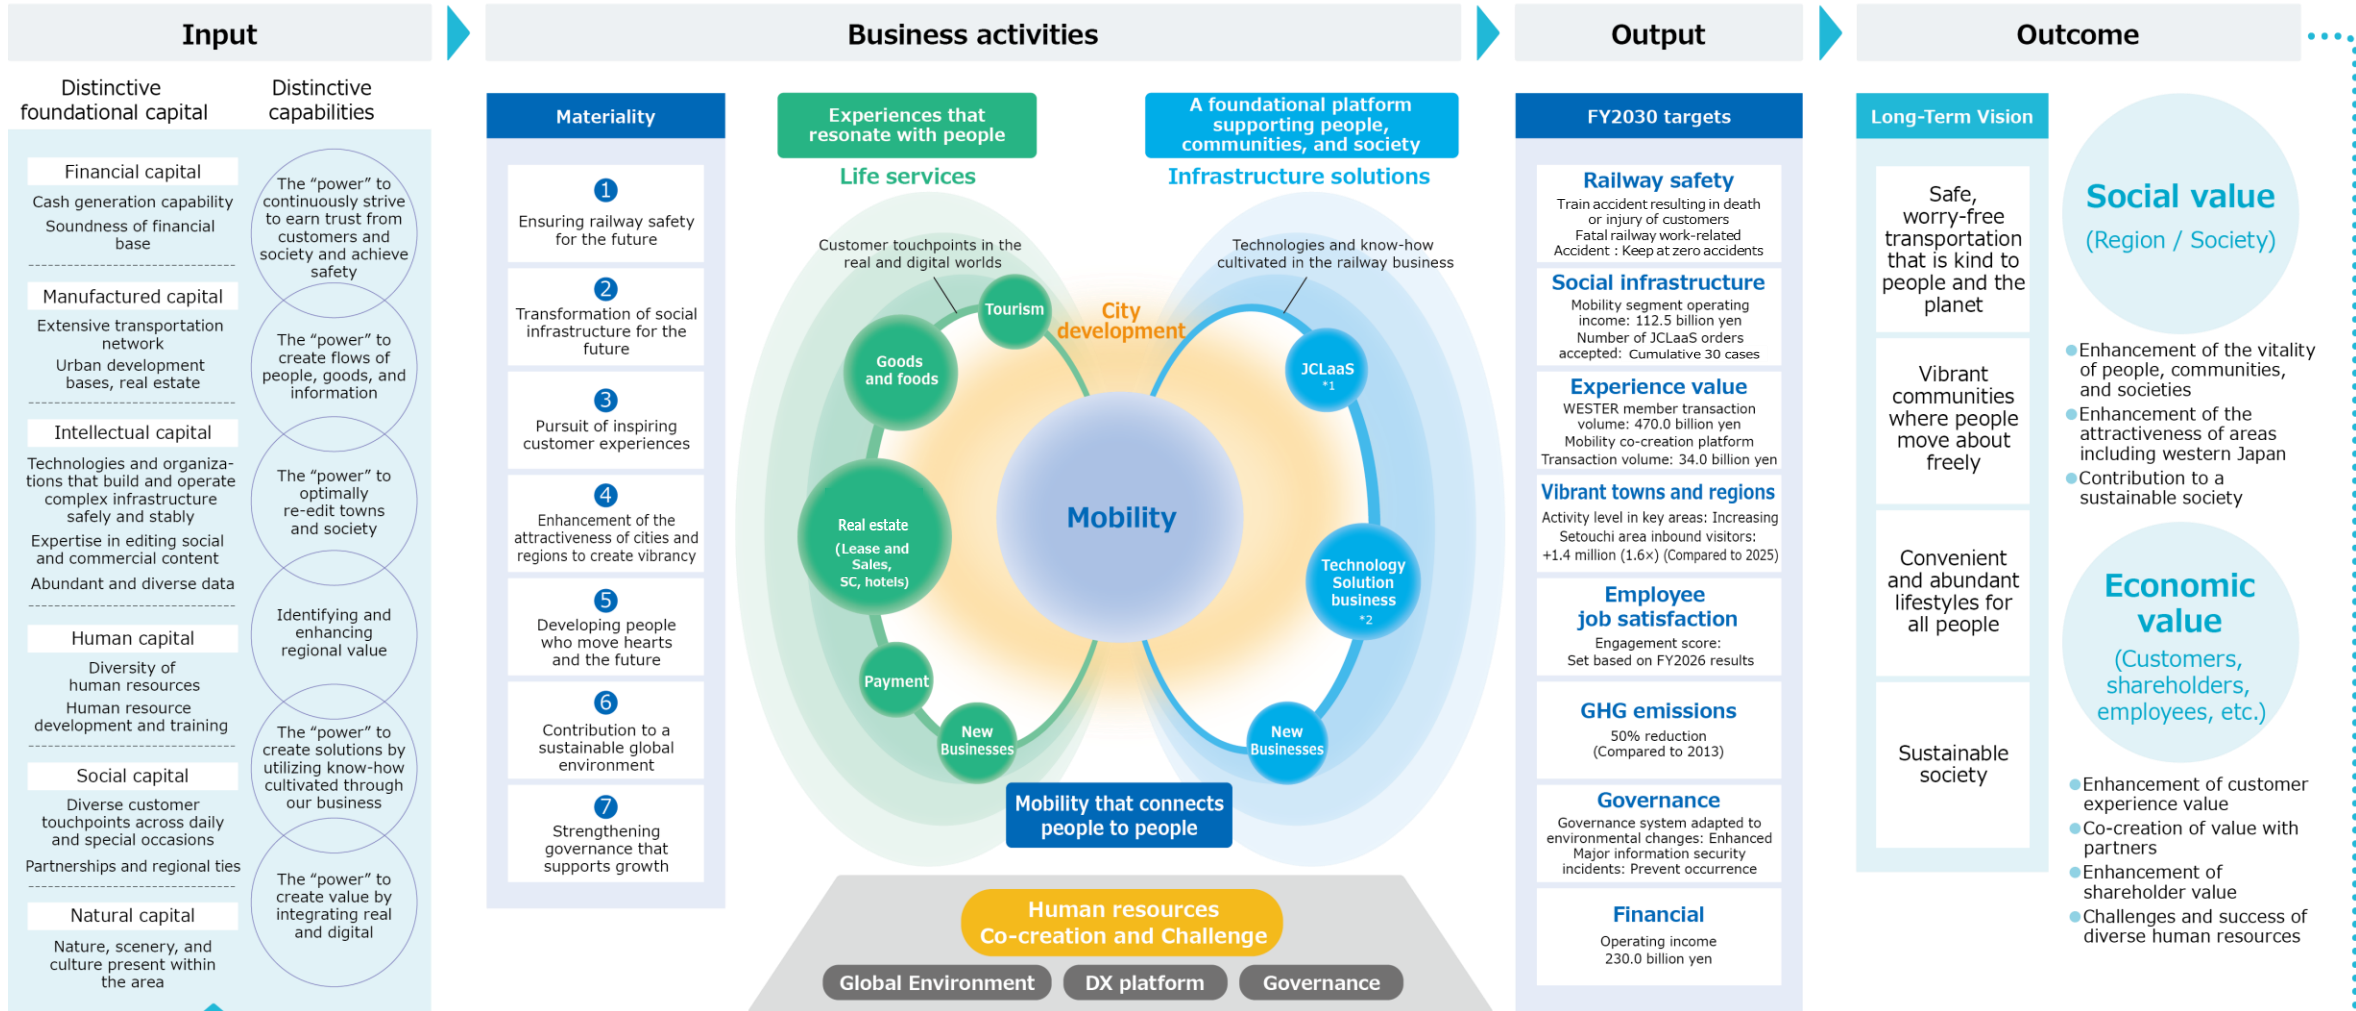 Input
Business activities
Output
Outcome
Distinctive
foundational capital
Distinctive
capabilities
Financial capital
Cash generation capability
Soundness of financial
base
Manufactured capital
Extensive transportation
network
Urban development
bases, real estate
Intellectual capital
Technologies and organiza-
tions that build and operate
complex infrastructure
safely and stably
Expertise in editing social
and commercial content
Abundant and diverse data
Human capital
Diversity of
human resources
Human resource
development and training
Social capital
Diverse customer
touchpoints across daily
and special occasions
Partnerships and regional ties
Natural capital
Nature, scenery, and
culture present within
the area
The “power” to
continuously strive
to earn trust from
customers and
society and achieve
safety
The “power” to
create flows of
people, goods, and
information
The “power” to
optimally
re-edit towns
and society
Identifying and
enhancing
regional value
The “power” to
create solutions by
utilizing know-how
cultivated through
our business
The “power” to
create value by
integrating real
and digital
Materiality
1
Ensuring railway safety
for the future
2
Transformation of social
infrastructure for the
future
3
Pursuit of inspiring
customer experiences
4
Enhancement of the
attractiveness of cities and
regions to create vibrancy
5
Developing people
who move hearts
and the future
6
Contribution to a
sustainable global
environment
7
Strengthening
governance that
supports growth
Experiences that
resonate with people
Life services
Customer touchpoints in the
real and digital worlds
Tourism
Goods
and foods
Real estate
(Lease and
Sales,
SC, hotels)
Payment
New
Businesses
City
development
Mobility
A foundational platform
supporting people,
communities, and society
Infrastructure solutions
Technologies and know-how
cultivated in the railway business
JCLaaS
*1
Technology
Solution
business
*2
New
Businesses
Mobility that connects
people to people
Human resources
Co-creation and Challenge
Global Environment
DX platform
Governance
FY2030 targets
Railway safety
Train accident resulting in death
or injury of customers
Fatal railway work-related
Accident : Keep at zero accidents
Social infrastructure
Mobility segment operating
income: 112.5 billion yen
Number of JCLaaS orders
accepted: Cumulative 30 cases
Experience value
WESTER member transaction
volume: 470.0 billion yen
Mobility co-creation platform
Transaction volume: 34.0 billion yen
Vibrant towns and regions
Activity level in key areas: Increasing
Setouchi area inbound visitors:
+1.4 million (1.6×) (Compared to 2025)
Employee
job satisfaction
Engagement score:
Set based on FY2026 results
GHG emissions
50% reduction
(Compared to 2013)
Governance
Governance system adapted to
environmental changes: Enhanced
Major information security
incidents: Prevent occurrence
Financial
Operating income
230.0 billion yen
Long-Term Vision
Safe,
worry-free
transportation
that is kind to
people and the
planet
Vibrant
communities
where people
move about
freely
Convenient
and abundant
lifestyles for
all people
Sustainable
society
Social value
(Region / Society)
●Enhancement of the vitality
of people, communities,
and societies
●Enhancement of the
attractiveness of areas
including western Japan
●Contribution to a
sustainable society
Economic
value
(Customers,
shareholders,
employees, etc.)
●Enhancement of customer
experience value
●Co-creation of value with
partners
●Enhancement of
shareholder value
●Challenges and success of
diverse human resources